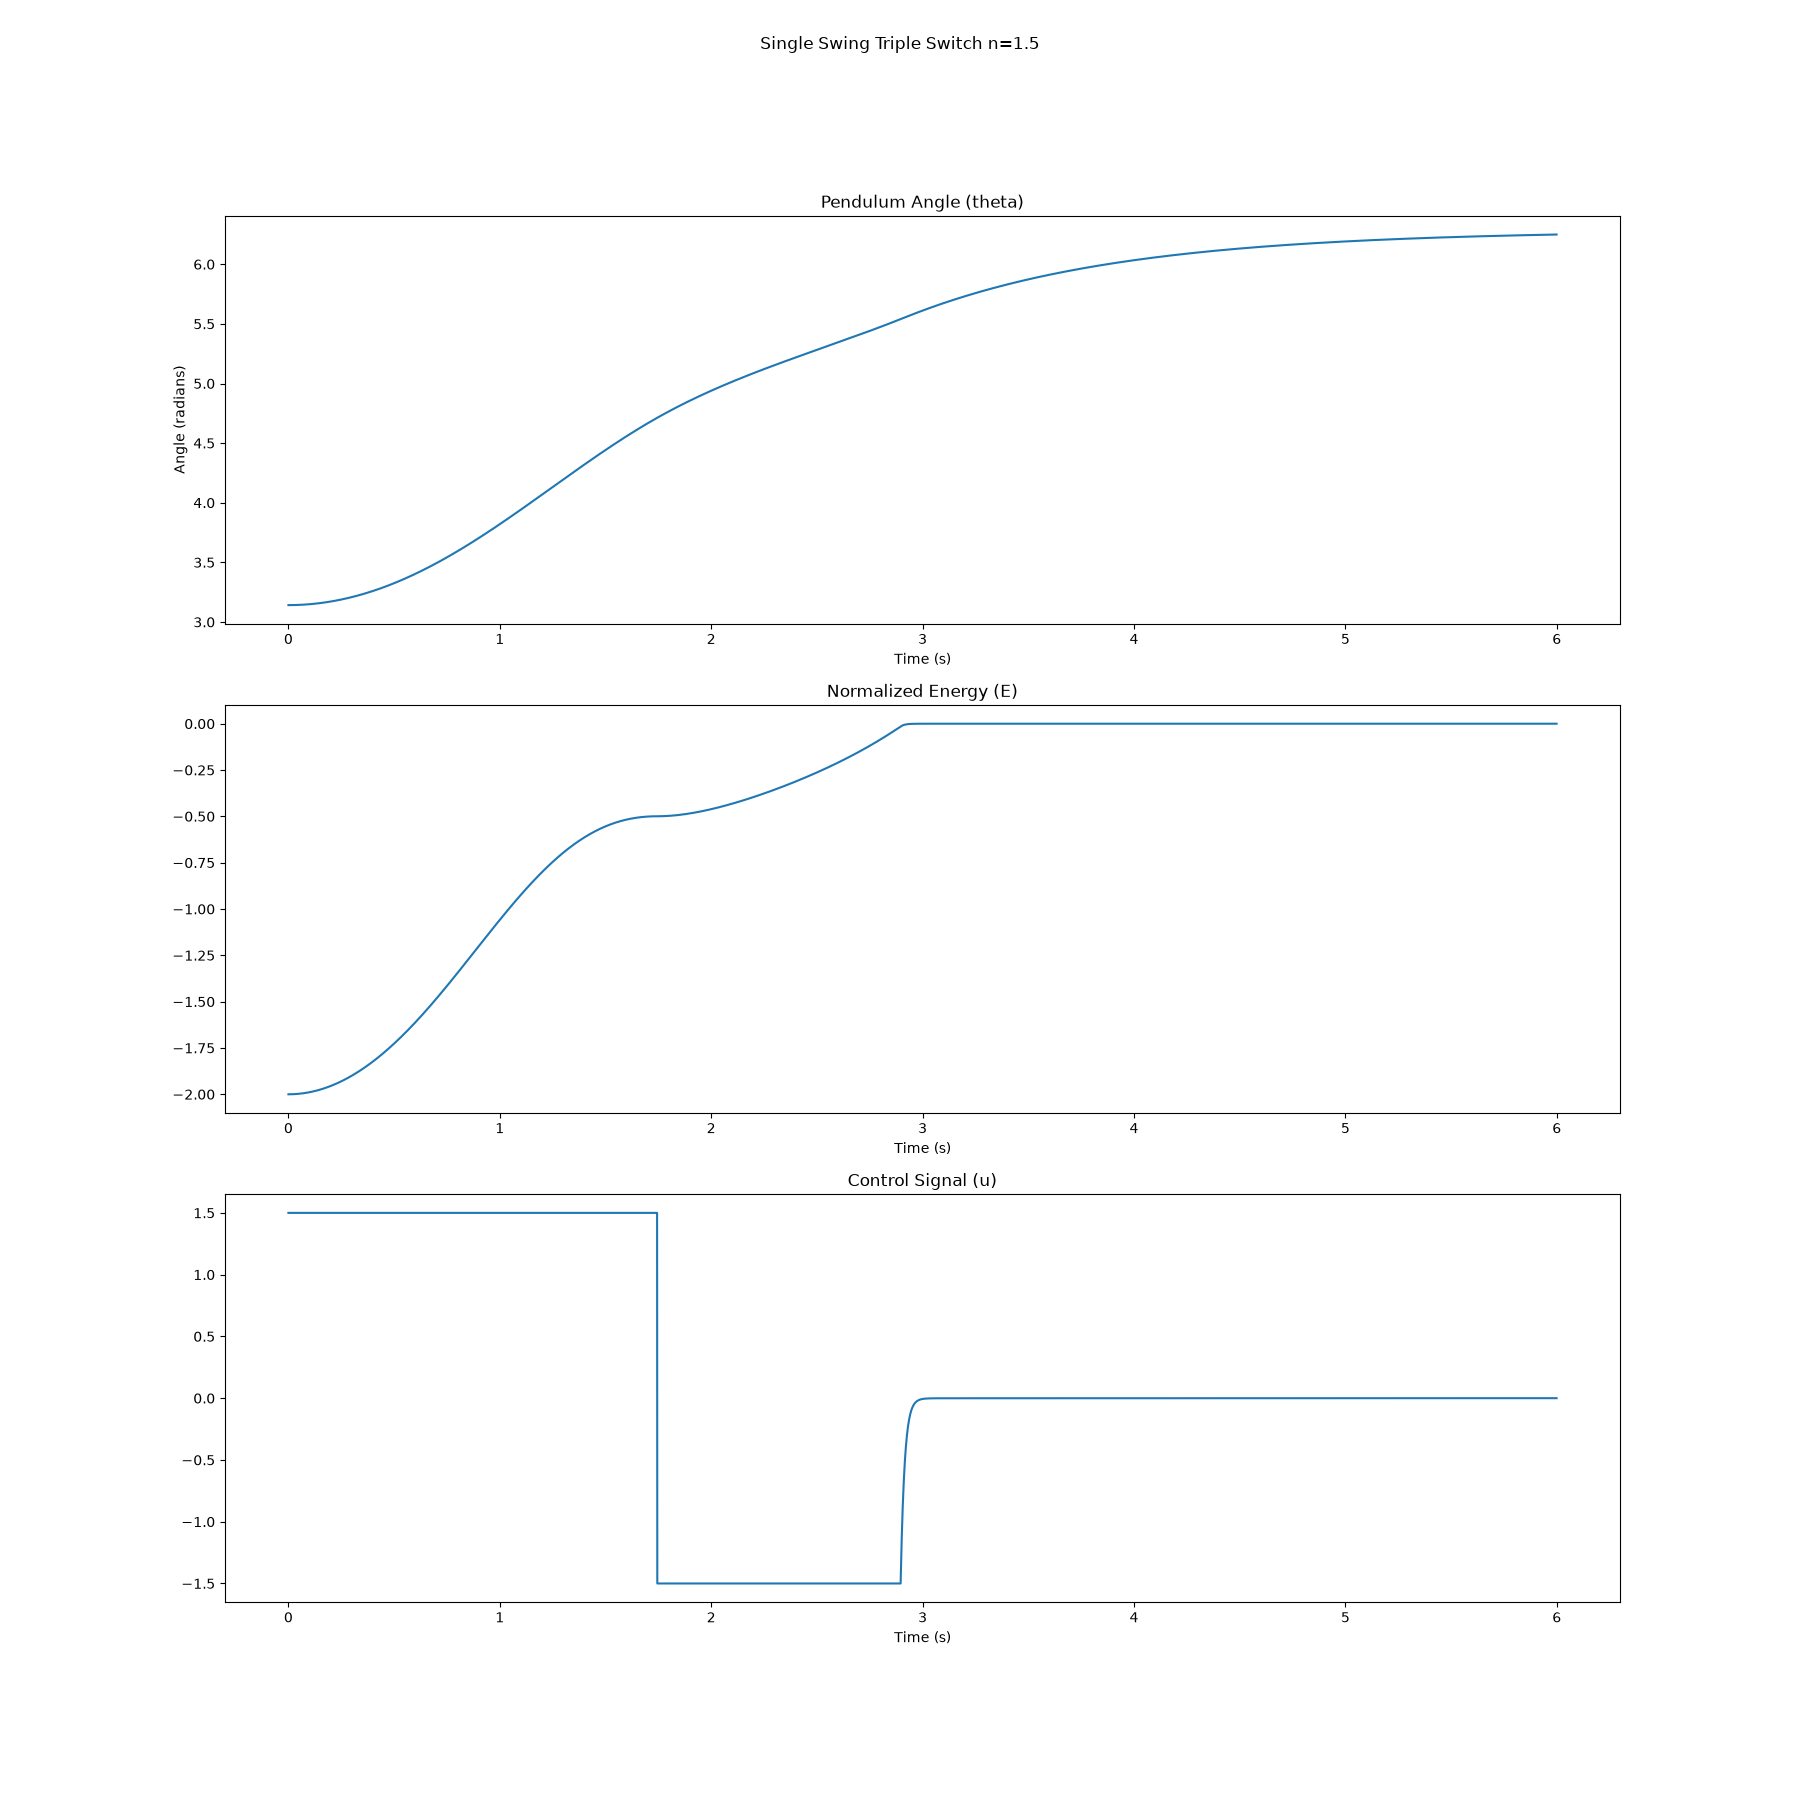 Single Swing Triple Switch n=1.5
Pendulum Angle (theta)
Angle (radians)
6.0
5.5
5.0
4.5
4.0
3.5
3.0
0 1 2 3 4 5 6
Time (s)
Normalized Energy (E)
0.00
−0.25
−0.50
−0.75
−1.00
−1.25
−1.50
−1.75
−2.00
0 1 2 3 4 5 6
Time (s)
Control Signal (u)
1.5
1.0
0.5
0.0
−0.5
−1.0
−1.5
0 1 2 3 4 5 6
Time (s)